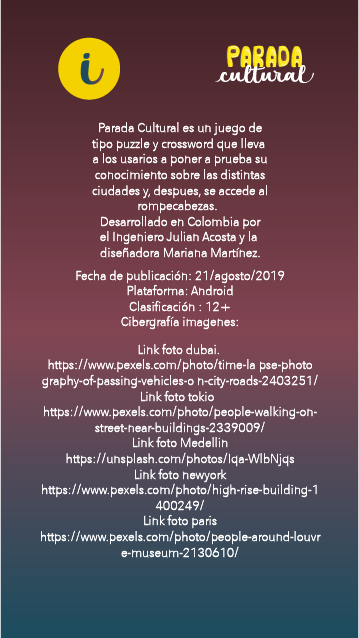 i
PARADA
cultural
Parada Cultural es un juego de
tipo puzzle y crossword que lleva
a los usarios a poner a prueba su
conocimiento sobre las distintas
ciudades y, despues, se accede al
rompecabezas.
Desarrollado en Colombia por
el Ingeniero Julian Acosta y la
diseñadora Mariana Martínez.
Fecha de publicación: 21/agosto/2019
Plataforma: Android
Clasificación : 12+
Cibergrafía imagenes:
Link foto dubai.
https://www.pexels.com/photo/time-la pse-photo
graphy-of-passing-vehicles-o n-city-roads-2403251/
Link foto tokio
https://www.pexels.com/photo/people-walking-on-
street-near-buildings-2339009/
Link foto Medellin
https://unsplash.com/photos/Iqa-WlbNjqs
Link foto newyork
https://www.pexels.com/photo/high-rise-building-1
400249/
Link foto paris
https://www.pexels.com/photo/people-around-louvr
e-museum-2130610/